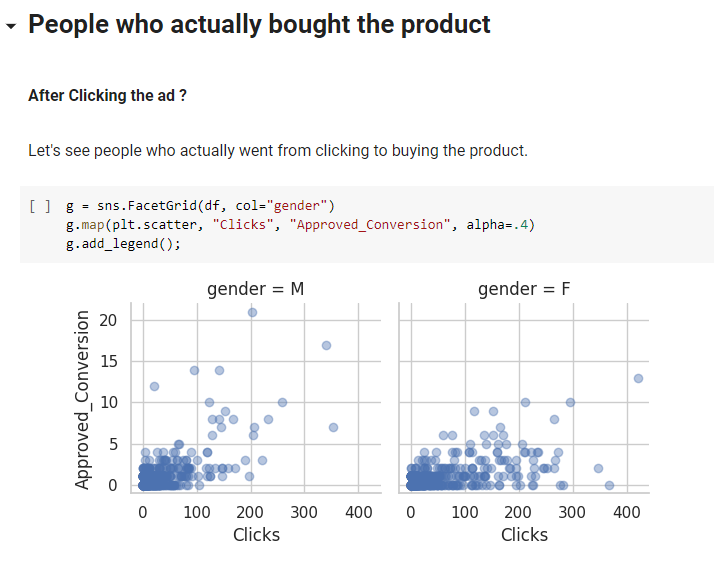 People who actually bought the product
After Clicking the ad ?
Let's see people who actually went from clicking to buying the product.
[ ] g = sns.FacetGrid(df, col="gender")
g.map(plt.scatter, "Clicks", "Approved_Conversion", alpha=.4)
g.add_legend();
gender = M gender = F
Approved_Conversion
20
15
10
5
0
0 100 200 300 400 0 100 200 300 400
Clicks Clicks